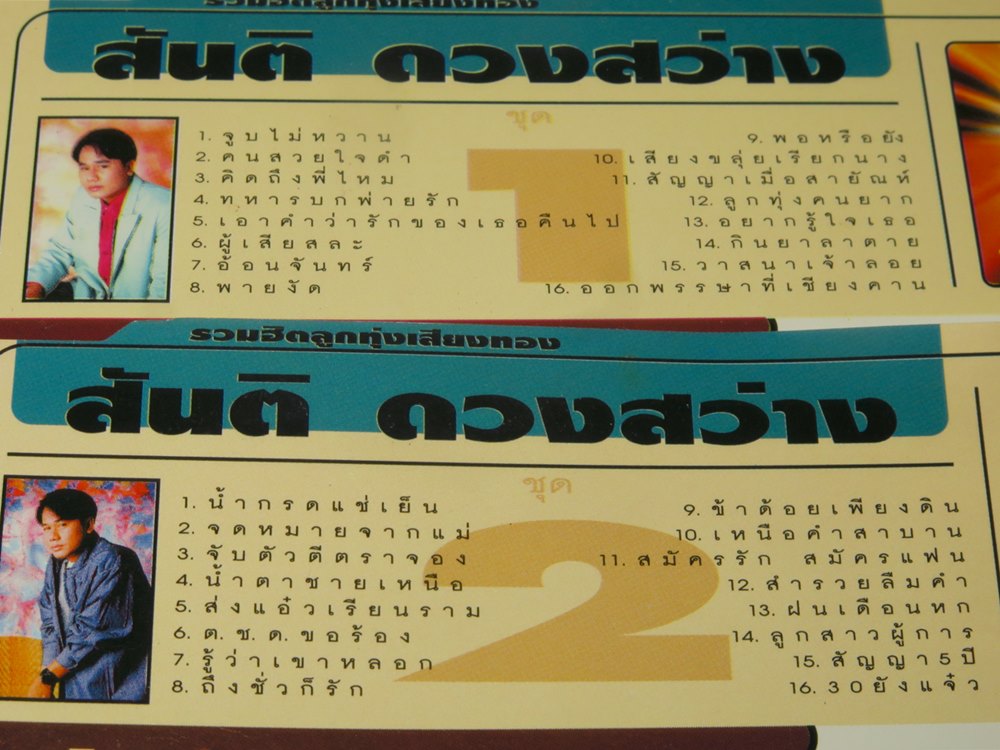 รวมฮิตลูกทุ่งเสียงทอง
สันติ ดวงสว่าง
ชุด
1
1. จูบไม่หวาน
2. คนสวยใจดำ
3. คิดถึงพี่ไหม
4. ทหารบกพ่ายรัก
5. เอาคำว่ารักของเธอคืนไป
6. ผู้เสียสละ
7. อ้อนจันทร์
8. พายงัด
9. พอหรือยัง
10. เสียงขลุ่ยเรียกนาง
11. สัญญาเมื่อสายัณห์
12. ลูกทุ่งคนยาก
13. อยากรู้ใจเธอ
14. กินยาลาตาย
15. วาสนาเจ้าลอย
16. ออกพรรษาที่เชียงคาน
รวมฮิตลูกทุ่งเสียงทอง
สันติ ดวงสว่าง
ชุด
2
1. น้ำกรดแช่เย็น
2. จดหมายจากแม่
3. จับตัวตีตราจอง
4. น้ำตาชายเหนือ
5. ส่งแอ๋วเรียนราม
6. ต.ช.ด.ขอร้อง
7. รู้ว่าเขาหลอก
8. ถึงชั่วก็รัก
9. ข้าด้อยเพียงดิน
10. เหนือคำสาบาน
11. สมัครรัก สมัครแฟน
12. สำรวยลืมคำ
13. ฝนเดือนหก
14. ลูกสาวผู้การ
15. สัญญา5ปี
16. 30ยังแจ๋ว